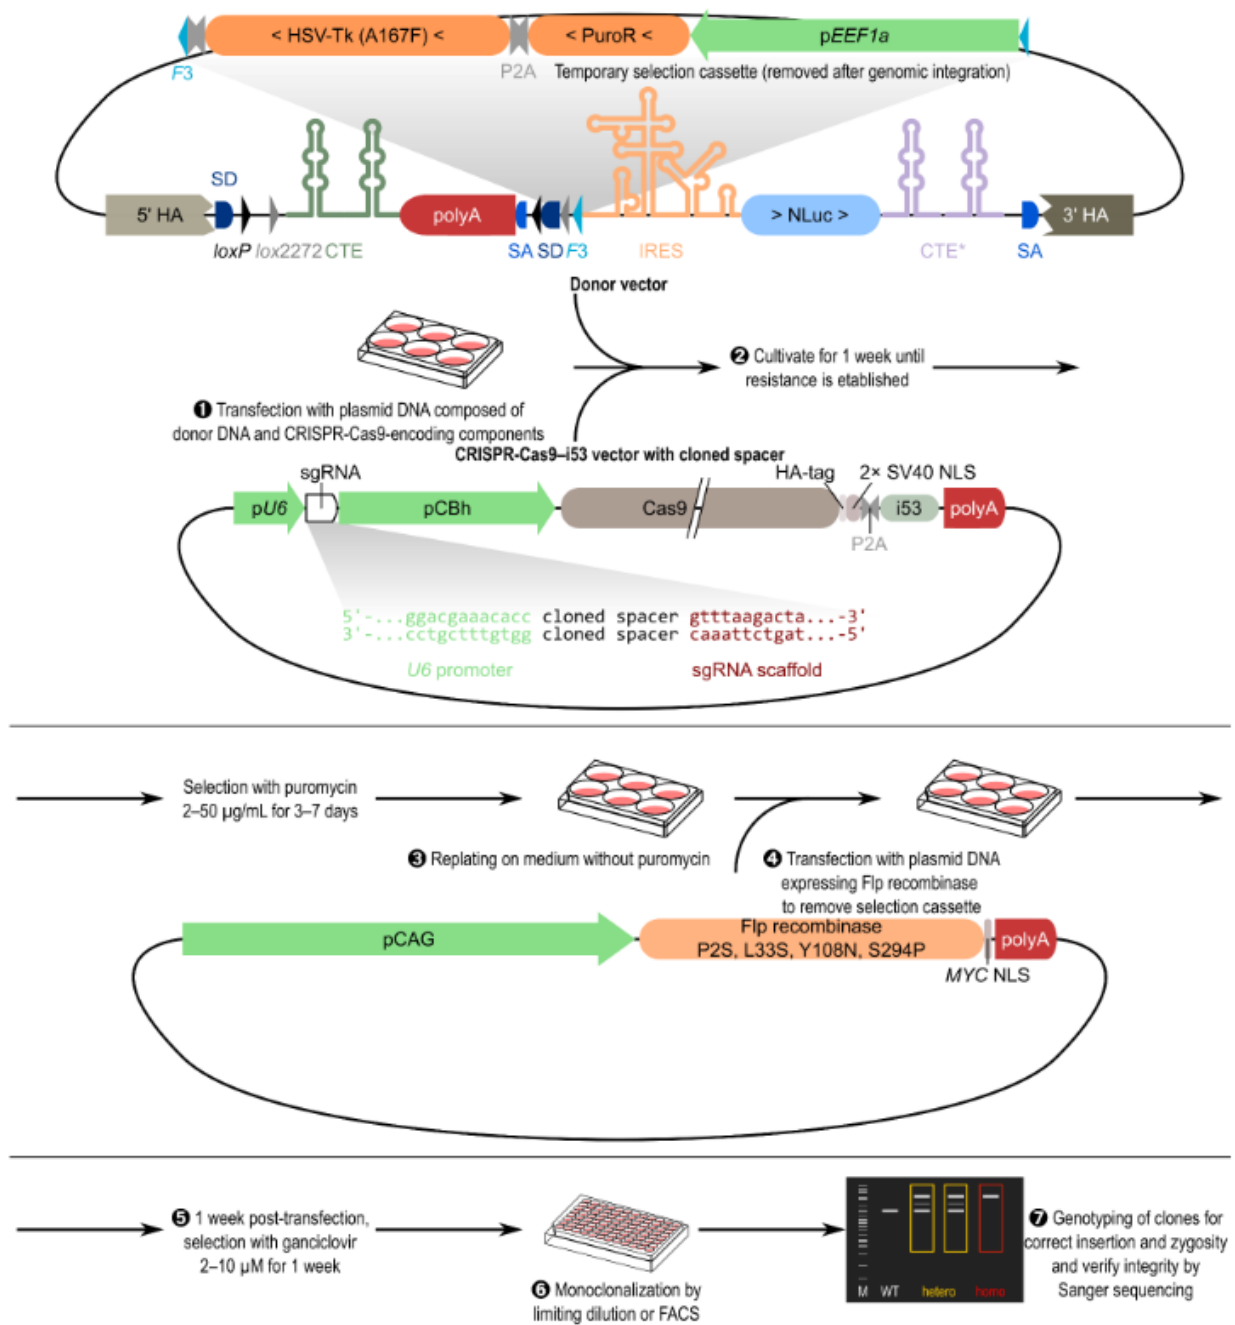 < HSV-Tk (A167F) <
< PuroR <
pEEF1a
F3
P2A
Temporary selection cassette (removed after genomic integration)
SD
5' HA
polyA
> NLuc >
3' HA
loxP
lox2272
CTE
SA
SD
F3
IRES
CTE*
SA
Donor vector
❶ Transfection with plasmid DNA composed of
donor DNA and CRISPR-Cas9-encoding components
❷ Cultivate for 1 week until
resistance is etablished
CRISPR-Cas9–i53 vector with cloned spacer
sgRNA
HA-tag
2× SV40 NLS
pU6
pCBh
Cas9
i53
polyA
P2A
5'-...ggacgaaacacc cloned spacer gtttaagacta...-3'
3'-...cctgctttgtgg cloned spacer caaattctgat...-5'
U6 promoter
sgRNA scaffold
Selection with puromycin
2–50 µg/mL for 3–7 days
❸ Replating on medium without puromycin
❹ Transfection with plasmid DNA
expressing Flp recombinase
to remove selection cassette
pCAG
Flp recombinase
P2S, L33S, Y108N, S294P
polyA
MYC NLS
❺ 1 week post-transfection,
selection with ganciclovir
2–10 µM for 1 week
❻ Monoclonalization by
limiting dilution or FACS
M WT hetero homo
❼ Genotyping of clones for
correct insertion and zygosity
and verify integrity by
Sanger sequencing